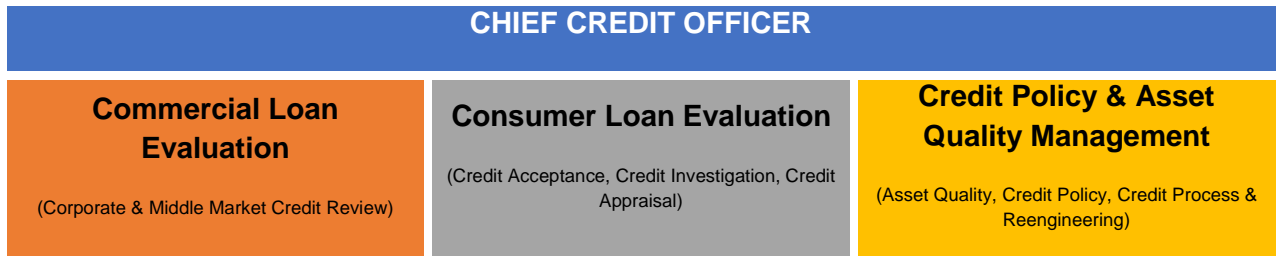 CHIEF CREDIT OFFICER
Commercial Loan
Evaluation
(Corporate & Middle Market Credit Review)
Consumer Loan Evaluation
(Credit Acceptance, Credit Investigation, Credit
Appraisal)
Credit Policy & Asset
Quality Management
(Asset Quality, Credit Policy, Credit Process &
Reengineering)